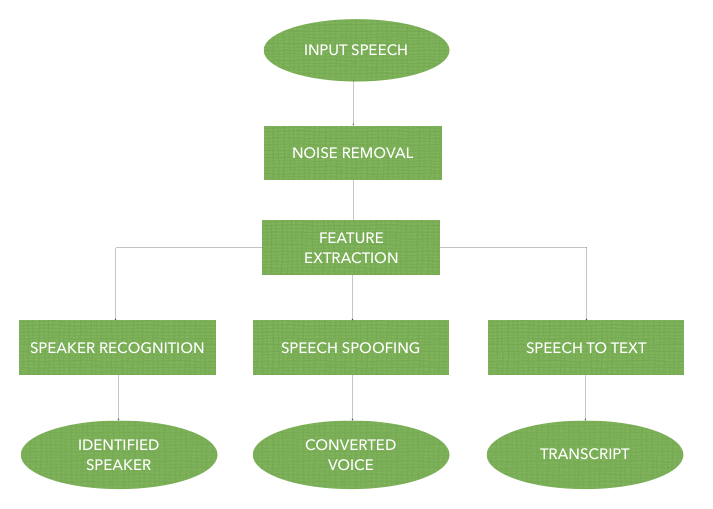 INPUT SPEECH
NOISE REMOVAL
FEATURE
EXTRACTION
SPEAKER RECOGNITION
SPEECH SPOOFING
SPEECH TO TEXT
IDENTIFIED
SPEAKER
CONVERTED
VOICE
TRANSCRIPT